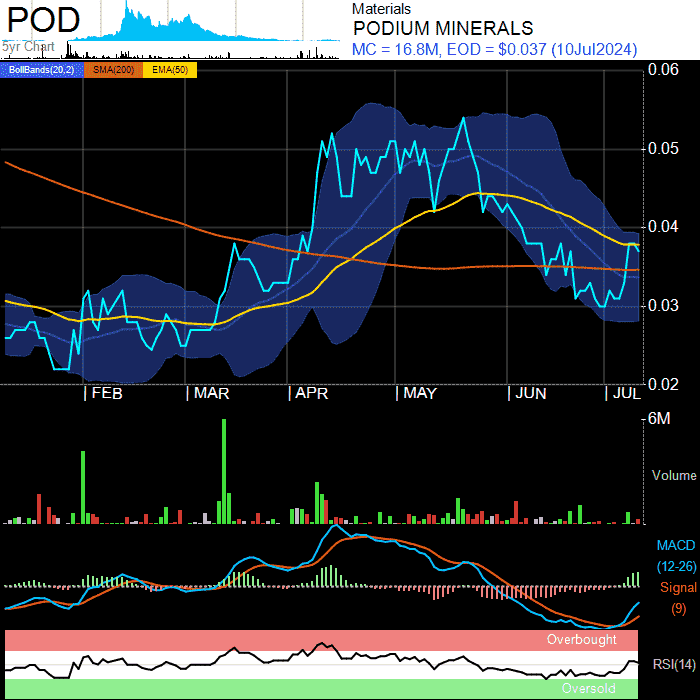 POD
5yr Chart
Materials
PODIUM MINERALS
MC = 16.8M, EOD = $0.037 (10Jul2024)
BollBands(20,2) SMA(200) EMA(50)
0.06
0.05
0.04
0.03
0.02
FEB MAR APR MAY JUN JUL
6M
Volume
MACD
(12-26)
Signal
(9)
Overbought
RSI(14)
Oversold